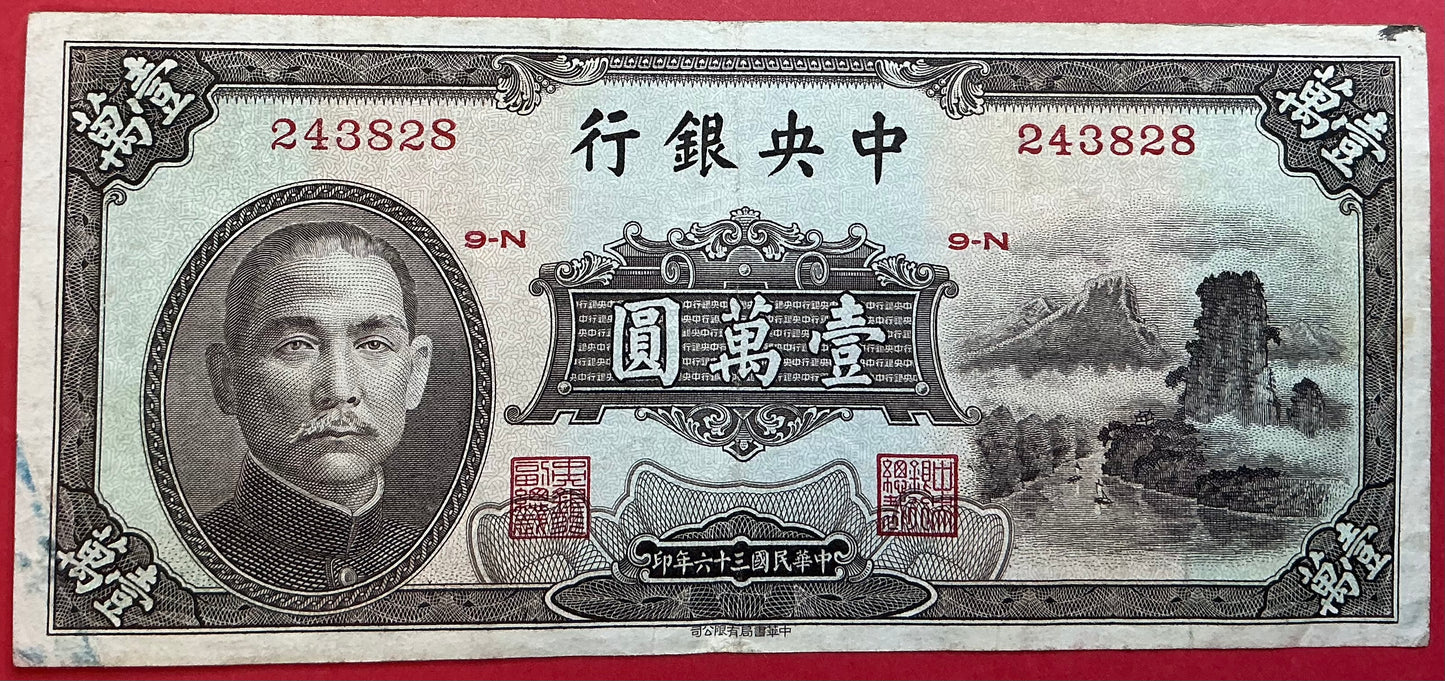 壹萬
壹萬
243828
中央銀行
243828
9-N
9-N
壹萬圓
中華民國三十六年印
壹萬
壹萬
中華書局有限公司